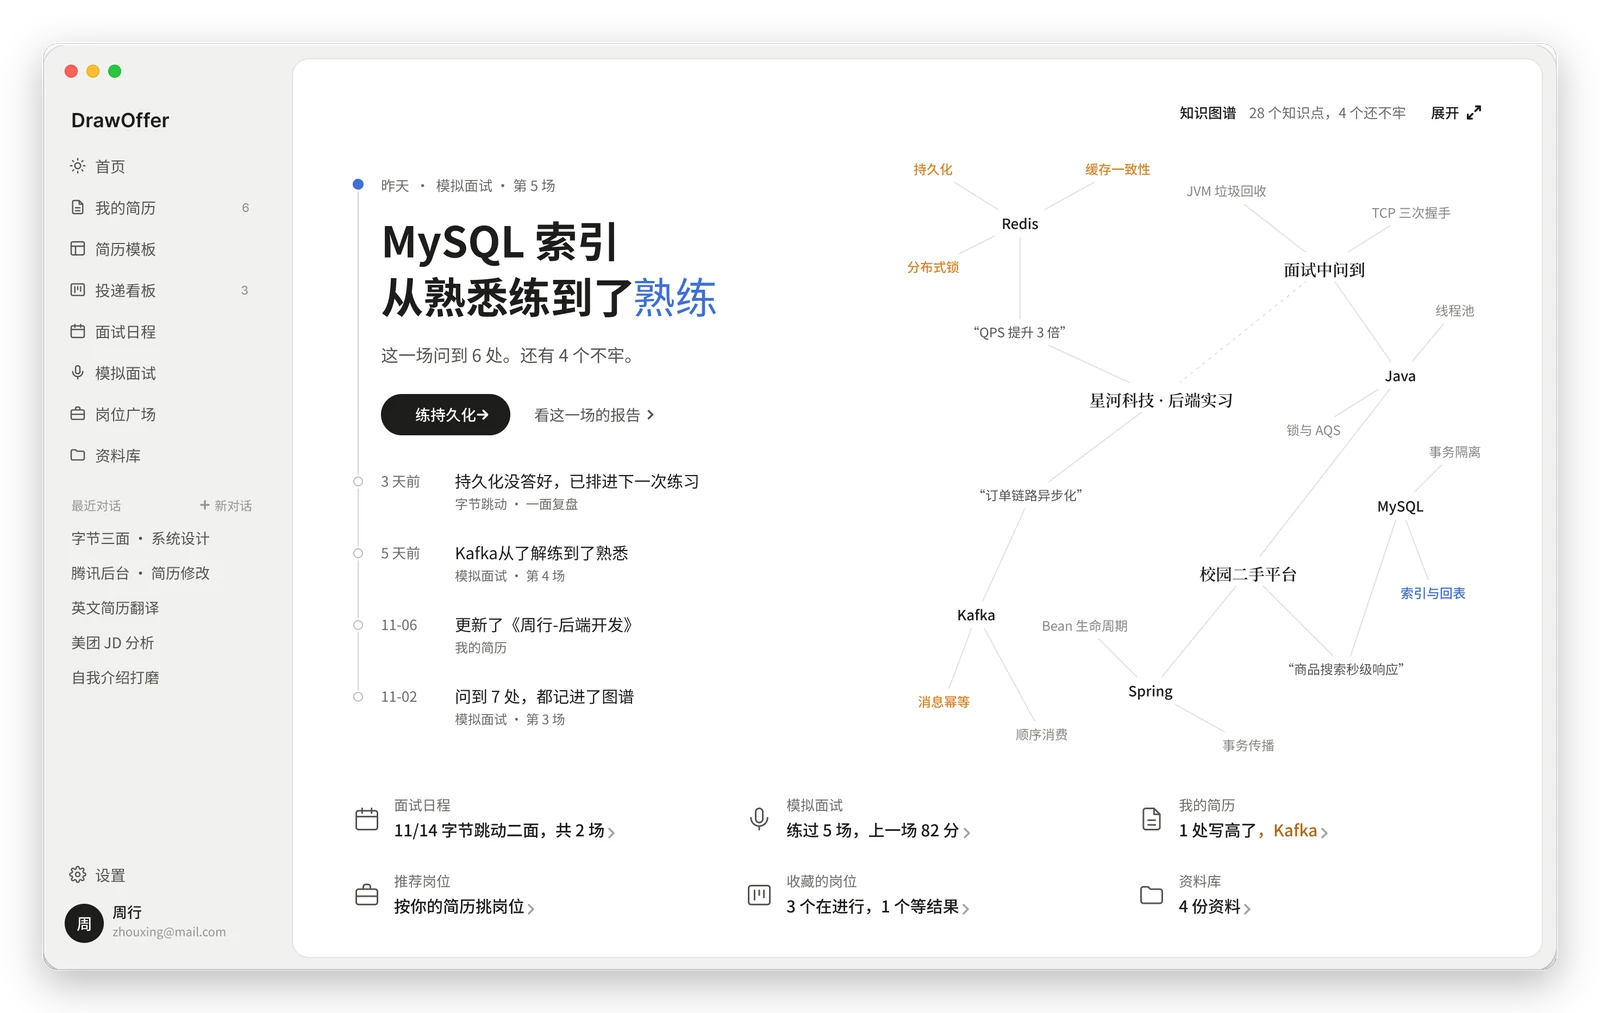 DrawOffer
首页
我的简历 6
简历模板
投递看板 3
面试日程
模拟面试
岗位广场
资料库
最近对话 + 新对话
字节三面 · 系统设计
腾讯后台 · 简历修改
英文简历翻译
美团 JD 分析
自我介绍打磨
设置
周
周行
zhouxing@mail.com
昨天 · 模拟面试 · 第 5 场
MySQL 索引
从熟悉练到了熟练
这一场问到 6 处。还有 4 个不牢。
练持久化→
看这一场的报告 >
3 天前 持久化没答好，已排进下一次练习
字节跳动 · 一面复盘
5 天前 Kafka从了解练到了熟悉
模拟面试 · 第 4 场
11-06 更新了《周行-后端开发》
我的简历
11-02 问到 7 处，都记进了图谱
模拟面试 · 第 3 场
知识图谱 28 个知识点，4 个还不牢 展开
持久化
缓存一致性
JVM 垃圾回收
TCP 三次握手
Redis
分布式锁
面试中问到
线程池
“QPS 提升 3 倍”
Java
星河科技 · 后端实习
锁与 AQS
事务隔离
“订单链路异步化”
MySQL
校园二手平台
索引与回表
Kafka
Bean 生命周期
“商品搜索秒级响应”
Spring
消息幂等
顺序消费
事务传播
面试日程
11/14 字节跳动二面，共 2 场 >
模拟面试
练过 5 场，上一场 82 分 >
我的简历
1 处写高了，Kafka >
推荐岗位
按你的简历挑岗位 >
收藏的岗位
3 个在进行，1 个等结果 >
资料库
4 份资料 >